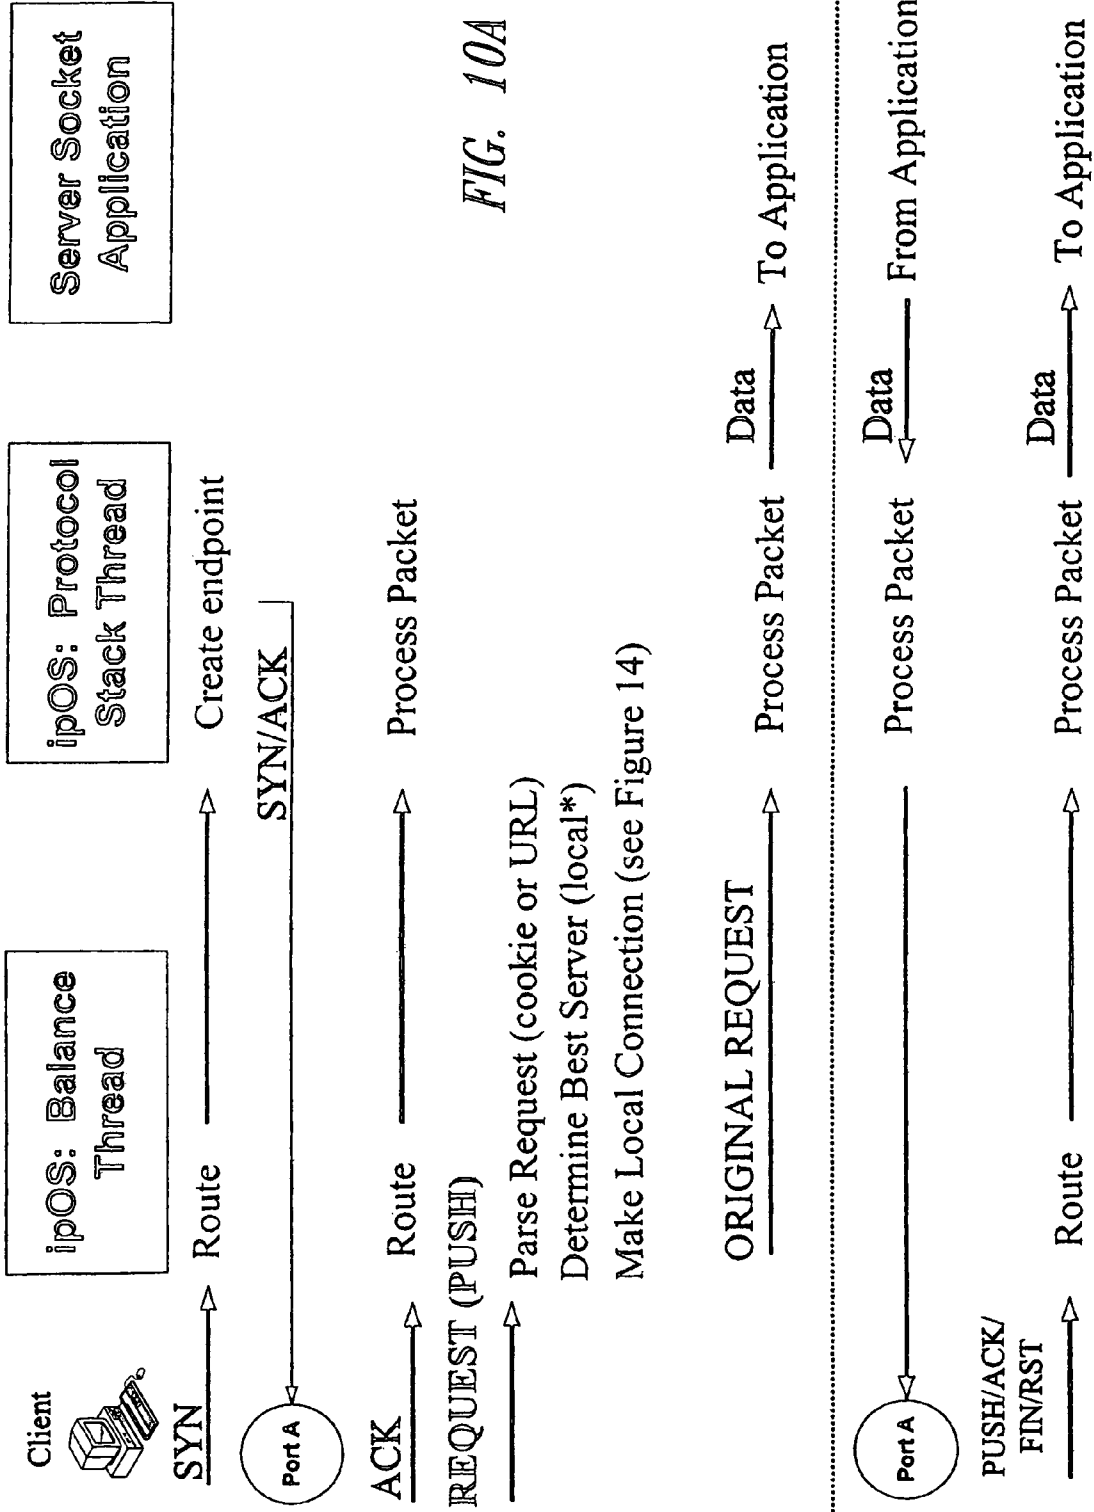 Client
ipOS: Balance
Thread
ipOS: Protocol
Stack Thread
Server Socket
Application
SYN
Route
Create endpoint
SYN/ACK
Port A
ACK
Route
Process Packet
REQUEST (PUSH)
Parse Request (cookie or URL)
Determine Best Server (local*)
Make Local Connection (see Figure 14)
FIG. 10A
ORIGINAL REQUEST
Process Packet
Data
To Application
Port A
Process Packet
Data
From Application
PUSH/ACK/
FIN/RST
Route
Process Packet
Data
To Application